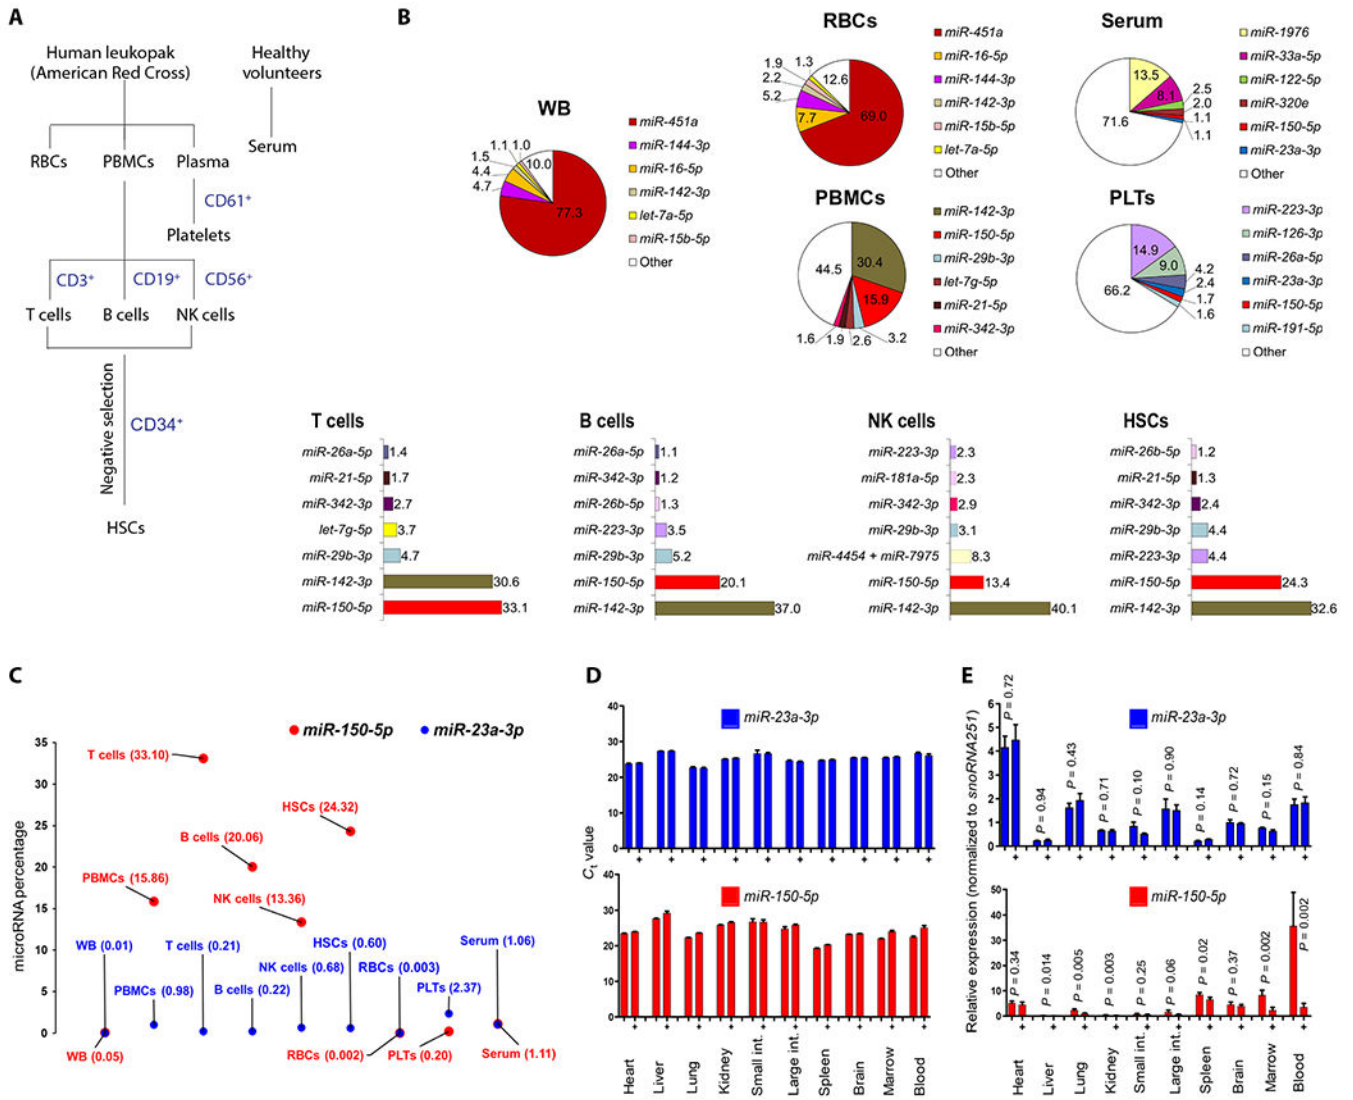 A
Human leukopak
(American Red Cross)
Healthy
volunteers
Serum
RBCs
PBMCs
Plasma
CD61+
Platelets
CD3+
CD19+
CD56+
T cells
B cells
NK cells
Negative selection
CD34+
HSCs
B
WB
77.3
4.7
4.4
1.5
1.1
1.0
10.0
miR-451a
miR-144-3p
miR-16-5p
miR-142-3p
let-7a-5p
miR-15b-5p
Other
RBCs
69.0
7.7
5.2
2.2
1.9
1.3
12.6
miR-451a
miR-16-5p
miR-144-3p
miR-142-3p
miR-15b-5p
let-7a-5p
Other
Serum
13.5
8.1
2.5
2.0
1.1
1.1
71.6
miR-1976
miR-33a-5p
miR-122-5p
miR-320e
miR-150-5p
miR-23a-3p
Other
PBMCs
30.4
15.9
3.2
2.6
1.9
1.6
44.5
miR-142-3p
miR-150-5p
miR-29b-3p
let-7g-5p
miR-21-5p
miR-342-3p
Other
PLTs
14.9
9.0
4.2
2.4
1.7
1.6
66.2
miR-223-3p
miR-126-3p
miR-26a-5p
miR-23a-3p
miR-150-5p
miR-191-5p
Other
T cells
miR-26a-5p 1.4
miR-21-5p 1.7
miR-342-3p 2.7
let-7g-5p 3.7
miR-29b-3p 4.7
miR-142-3p 30.6
miR-150-5p 33.1
B cells
miR-26a-5p 1.1
miR-342-3p 1.2
miR-26b-5p 1.3
miR-223-3p 3.5
miR-29b-3p 5.2
miR-150-5p 20.1
miR-142-3p 37.0
NK cells
miR-223-3p 2.3
miR-181a-5p 2.3
miR-342-3p 2.9
miR-29b-3p 3.1
miR-4454 + miR-7975 8.3
miR-150-5p 13.4
miR-142-3p 40.1
HSCs
miR-26b-5p 1.2
miR-21-5p 1.3
miR-342-3p 2.4
miR-29b-3p 4.4
miR-223-3p 4.4
miR-150-5p 24.3
miR-142-3p 32.6
C
miR-150-5p miR-23a-3p
microRNA percentage
35
30
25
20
15
10
5
0
T cells (33.10)
HSCs (24.32)
B cells (20.06)
PBMCs (15.86)
NK cells (13.36)
WB (0.01)
T cells (0.21)
HSCs (0.60)
Serum (1.06)
NK cells (0.68)
RBCs (0.003)
PBMCs (0.98)
B cells (0.22)
PLTs (2.37)
WB (0.05)
RBCs (0.002)
PLTs (0.20)
Serum (1.11)
D
miR-23a-3p
Ct value
40
30
20
10
0
+ + + + + + + + + +
miR-150-5p
40
30
20
10
0
- + - + - + - + - + - + - + - + - + - +
Heart
Liver
Lung
Kidney
Small int.
Large int.
Spleen
Brain
Marrow
Blood
E
miR-23a-3p
Relative expression (normalized to snoRNA251)
6
5
4
3
2
1
0
P = 0.72
P = 0.94
P = 0.43
P = 0.71
P = 0.10
P = 0.90
P = 0.14
P = 0.72
P = 0.15
P = 0.84
- + - + - + - + - + - + - + - + - + - +
miR-150-5p
50
40
30
20
10
0
P = 0.34
P = 0.014
P = 0.005
P = 0.003
P = 0.25
P = 0.06
P = 0.02
P = 0.37
P = 0.002
P = 0.002
- + - + - + - + - + - + - + - + - + - +
Heart
Liver
Lung
Kidney
Small int.
Large int.
Spleen
Brain
Marrow
Blood